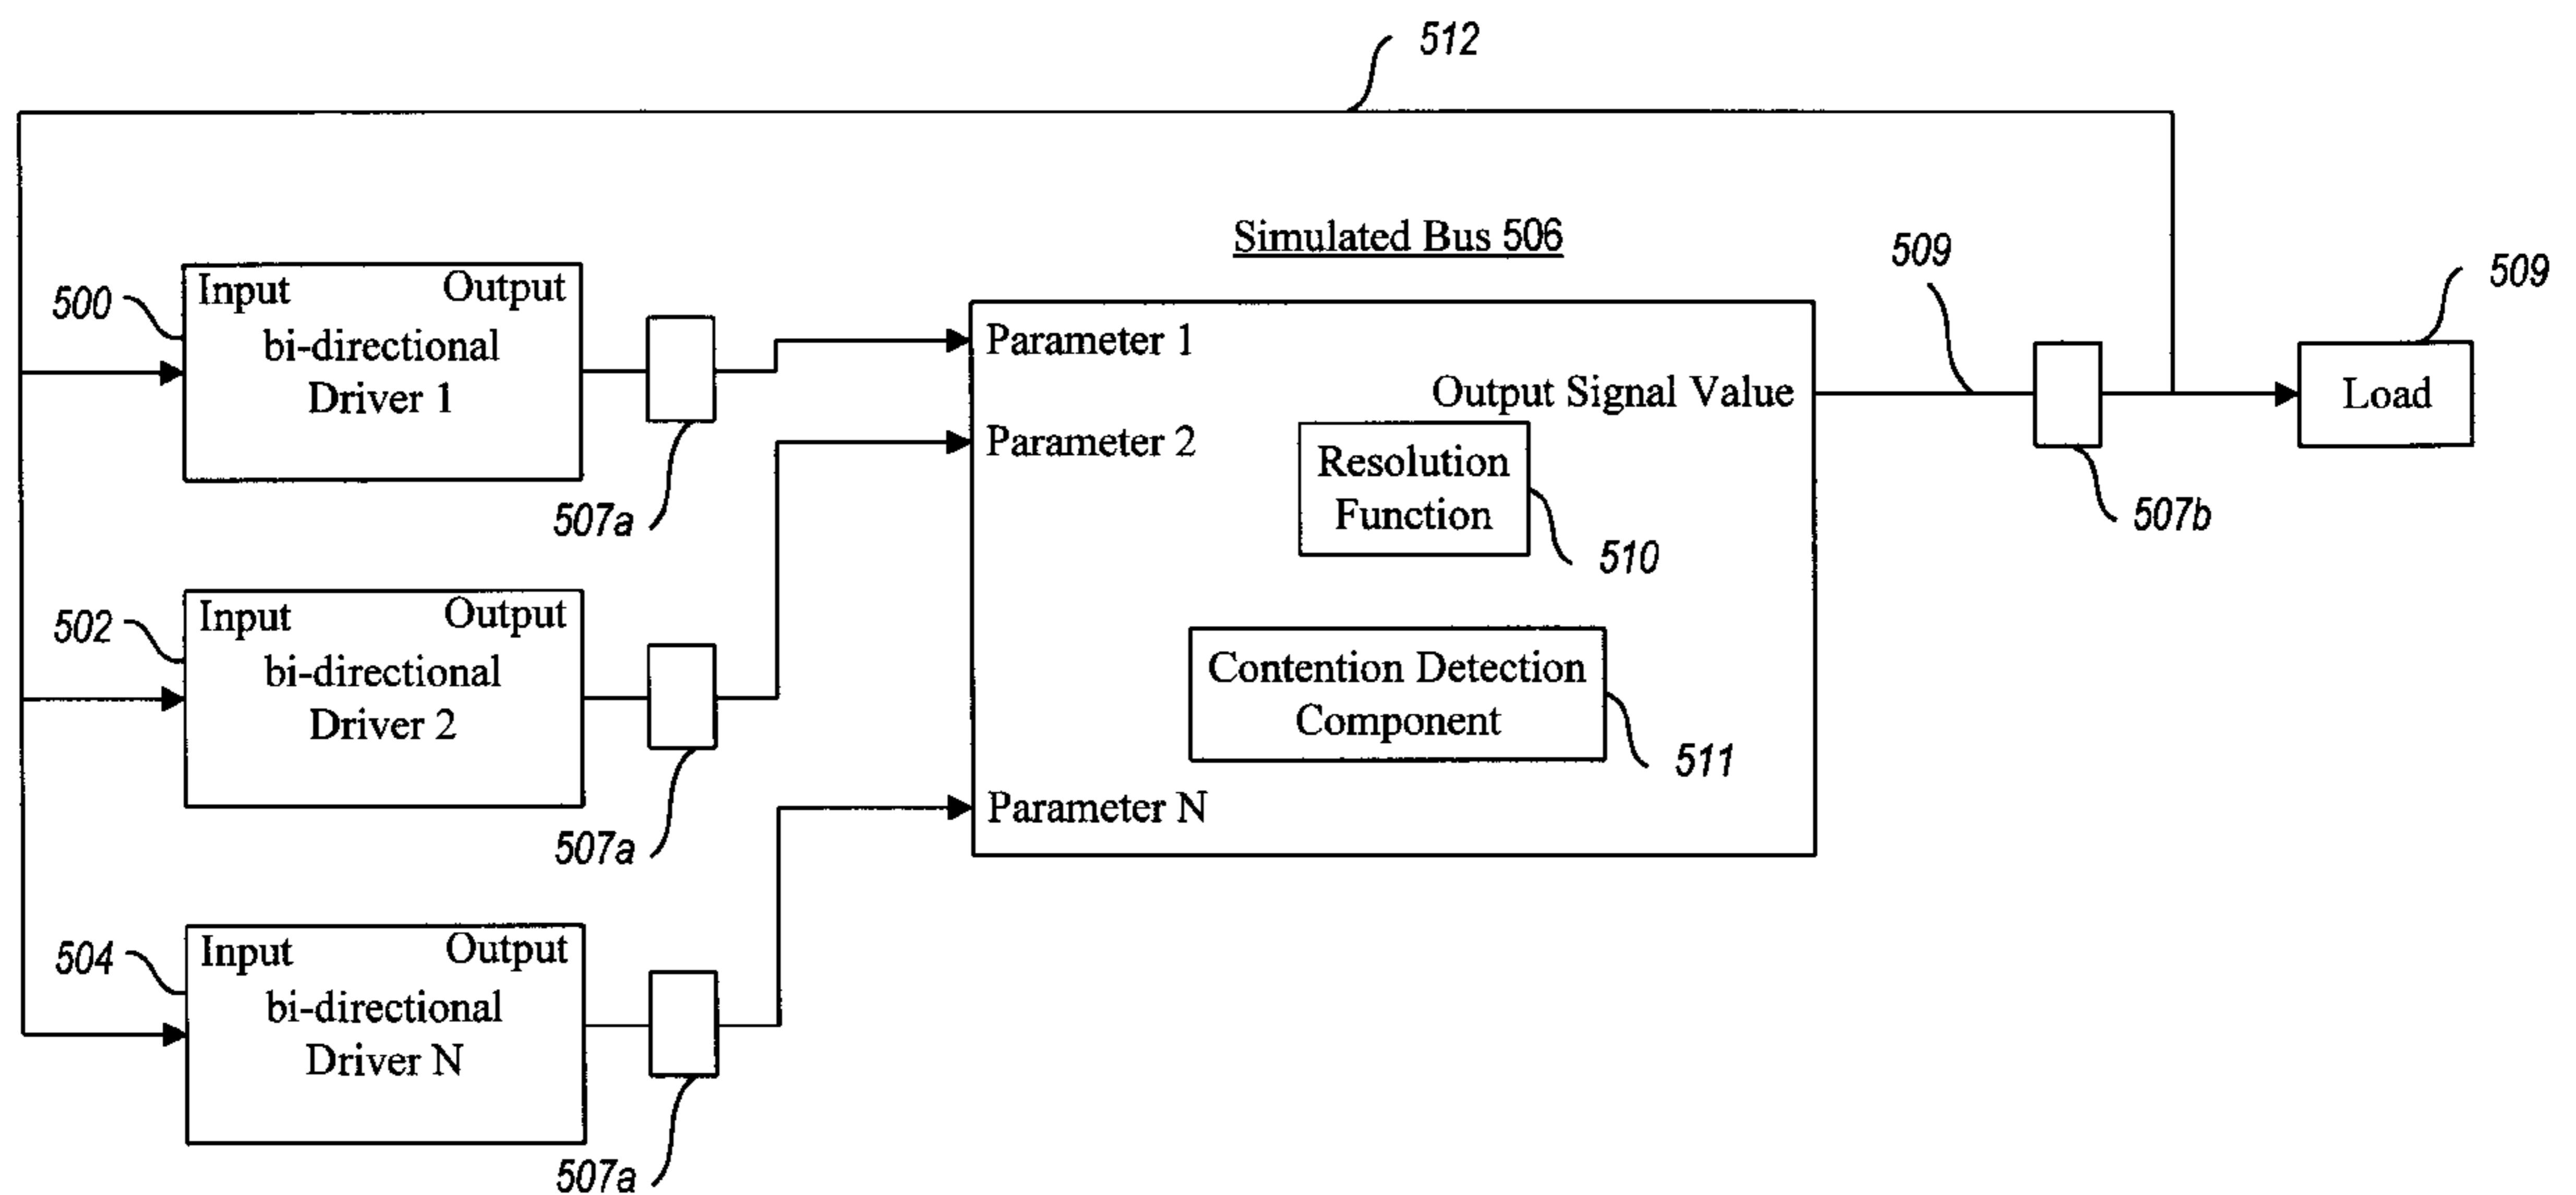 512
Simulated Bus 506
509
509
500
Input
Output
bi-directional
Driver 1
507a
Parameter 1
Output Signal Value
Load
Parameter 2
Resolution
Function
510
507b
502
Input
Output
bi-directional
Driver 2
507a
Contention Detection
Component
511
Parameter N
504
Input
Output
bi-directional
Driver N
507a